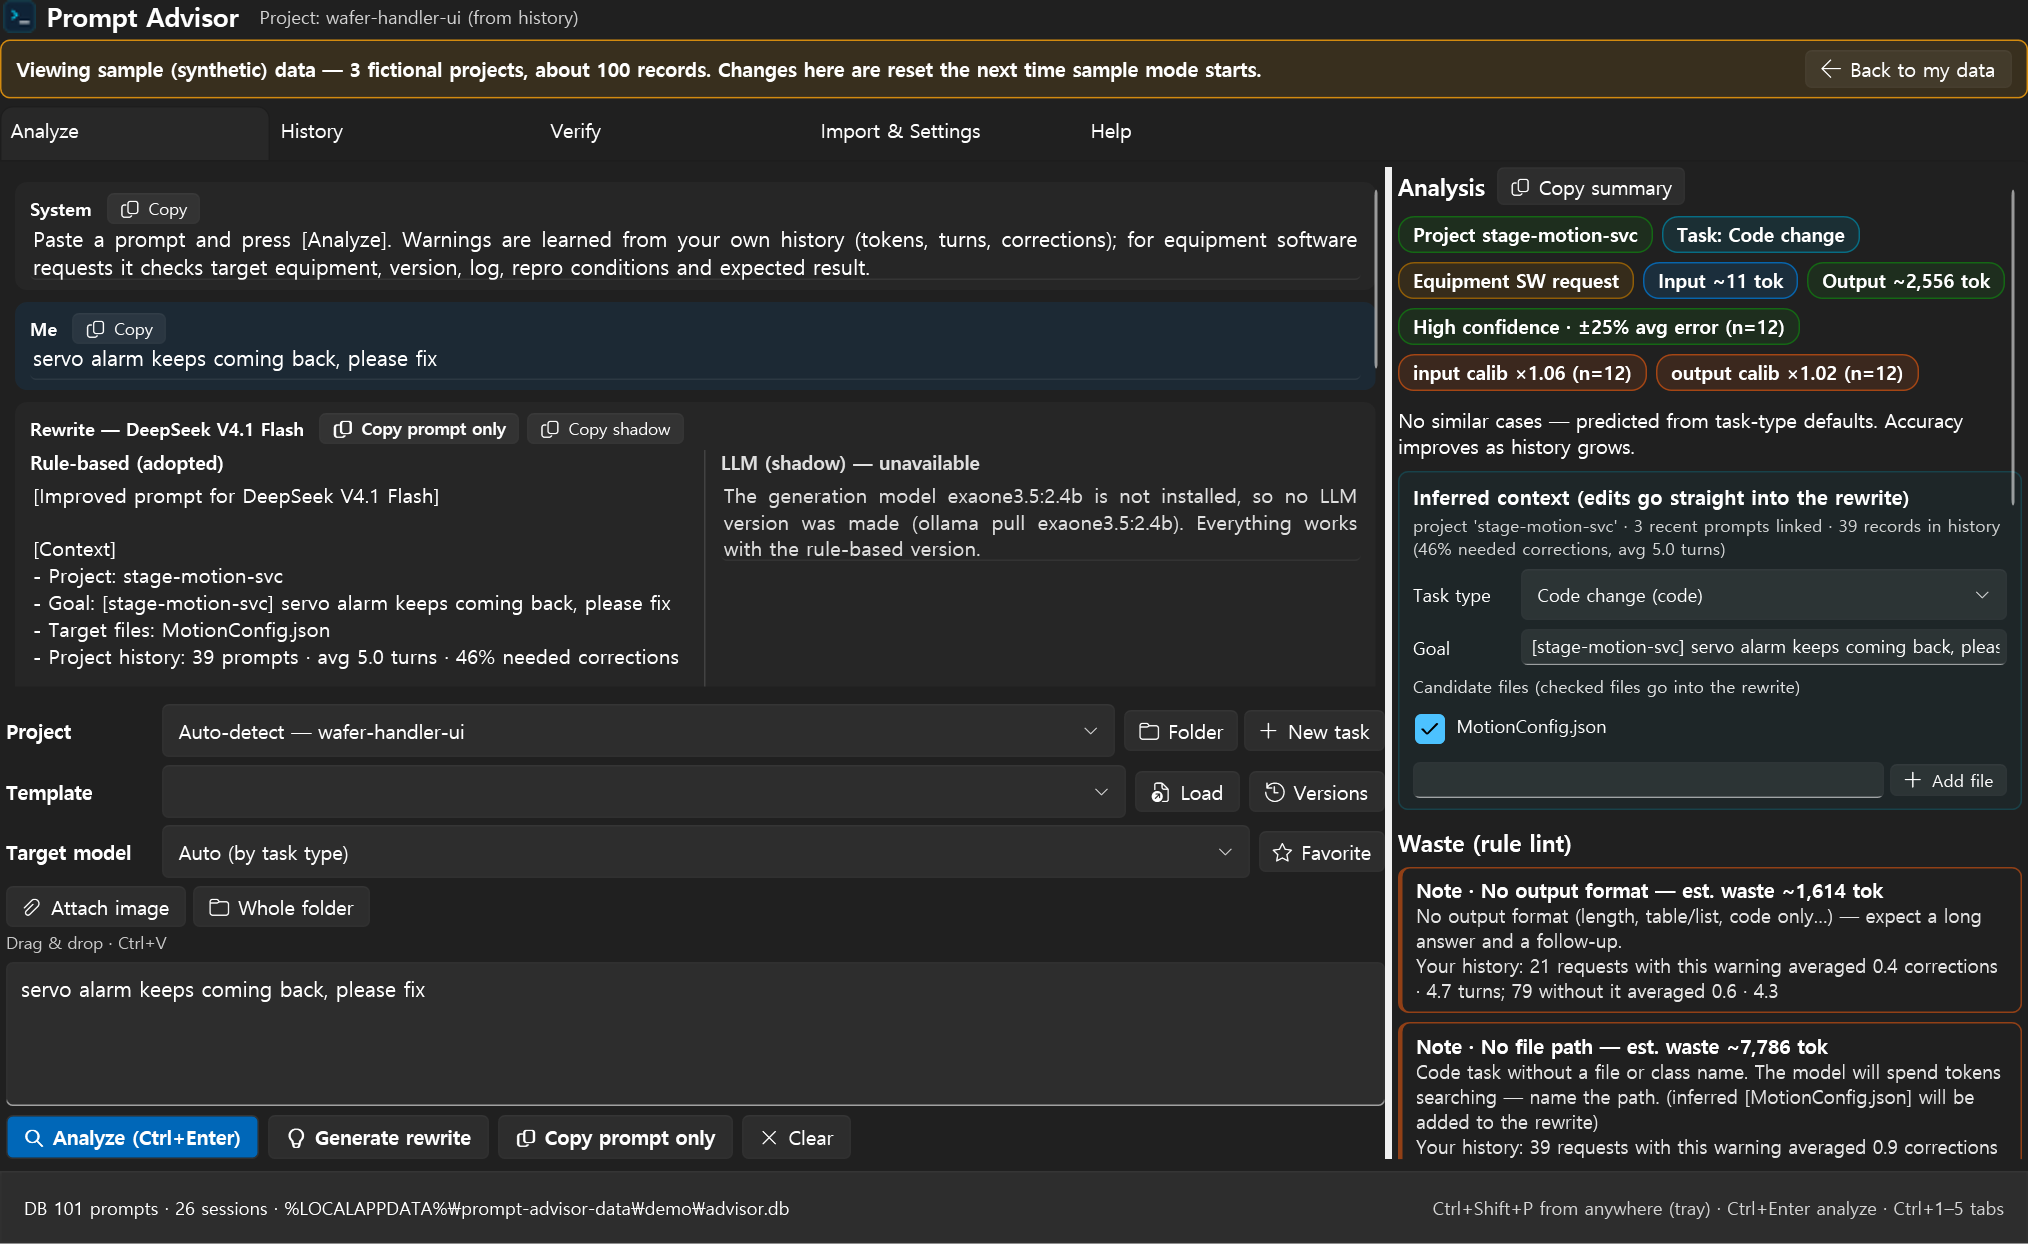 Prompt Advisor Project: wafer-handler-ui (from history)
Viewing sample (synthetic) data — 3 fictional projects, about 100 records. Changes here are reset the next time sample mode starts.
Back to my data
Analyze History Verify Import & Settings Help
System Copy
Paste a prompt and press [Analyze]. Warnings are learned from your own history (tokens, turns, corrections); for equipment software
requests it checks target equipment, version, log, repro conditions and expected result.
Me Copy
servo alarm keeps coming back, please fix
Rewrite — DeepSeek V4.1 Flash Copy prompt only Copy shadow
Rule-based (adopted)
[Improved prompt for DeepSeek V4.1 Flash]
[Context]
- Project: stage-motion-svc
- Goal: [stage-motion-svc] servo alarm keeps coming back, please fix
- Target files: MotionConfig.json
- Project history: 39 prompts · avg 5.0 turns · 46% needed corrections
LLM (shadow) — unavailable
The generation model exaone3.5:2.4b is not installed, so no LLM
version was made (ollama pull exaone3.5:2.4b). Everything works
with the rule-based version.
Project Auto-detect — wafer-handler-ui Folder New task
Template Load Versions
Target model Auto (by task type) Favorite
Attach image Whole folder
Drag & drop · Ctrl+V
servo alarm keeps coming back, please fix
Analyze (Ctrl+Enter) Generate rewrite Copy prompt only Clear
Analysis Copy summary
Project stage-motion-svc Task: Code change
Equipment SW request Input ~11 tok Output ~2,556 tok
High confidence · ±25% avg error (n=12)
input calib ×1.06 (n=12) output calib ×1.02 (n=12)
No similar cases — predicted from task-type defaults. Accuracy
improves as history grows.
Inferred context (edits go straight into the rewrite)
project 'stage-motion-svc' · 3 recent prompts linked · 39 records in history
(46% needed corrections, avg 5.0 turns)
Task type Code change (code)
Goal [stage-motion-svc] servo alarm keeps coming back, pleas
Candidate files (checked files go into the rewrite)
MotionConfig.json
Add file
Waste (rule lint)
Note · No output format — est. waste ~1,614 tok
No output format (length, table/list, code only…) — expect a long
answer and a follow-up.
Your history: 21 requests with this warning averaged 0.4 corrections
· 4.7 turns; 79 without it averaged 0.6 · 4.3
Note · No file path — est. waste ~7,786 tok
Code task without a file or class name. The model will spend tokens
searching — name the path. (inferred [MotionConfig.json] will be
added to the rewrite)
Your history: 39 requests with this warning averaged 0.9 corrections
DB 101 prompts · 26 sessions · %LOCALAPPDATA%₩prompt-advisor-data₩demo₩advisor.db
Ctrl+Shift+P from anywhere (tray) · Ctrl+Enter analyze · Ctrl+1–5 tabs